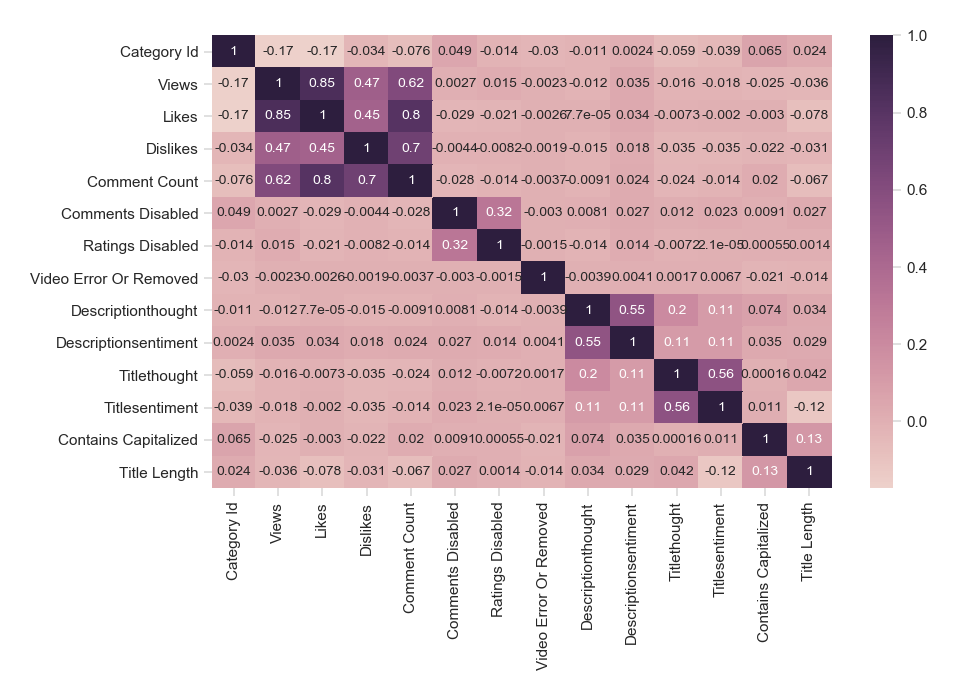 Category Id 1 -0.17 -0.17 -0.034 -0.076 0.049 -0.014 -0.03 -0.011 0.0024 -0.059 -0.039 0.065 0.024 1.0
Views -0.17 1 0.85 0.47 0.62 0.0027 0.015 -0.0023 -0.012 0.035 -0.016 -0.018 -0.025 -0.036
Likes -0.17 0.85 1 0.45 0.8 -0.029 -0.021 -0.0026 7.7e-05 0.034 -0.0073 -0.002 -0.003 -0.078 0.8
Dislikes -0.034 0.47 0.45 1 0.7 -0.0044 -0.0082 -0.0019 -0.015 0.018 -0.035 -0.035 -0.022 -0.031
Comment Count -0.076 0.62 0.8 0.7 1 -0.028 -0.014 -0.0037 -0.0091 0.024 -0.024 -0.014 0.02 -0.067 0.6
Comments Disabled 0.049 0.0027 -0.029 -0.0044 -0.028 1 0.32 -0.003 0.0081 0.027 0.012 0.023 0.0091 0.027
Ratings Disabled -0.014 0.015 -0.021 -0.0082 -0.014 0.32 1 -0.0015 -0.014 0.014 -0.0072 2.1e-05 0.00055 0.0014
Video Error Or Removed -0.03 -0.0023 -0.0026 -0.0019 -0.0037 -0.003 -0.0015 1 -0.0039 0.0041 0.0017 0.0067 -0.021 -0.014 0.4
Descriptionthought -0.011 -0.012 7.7e-05 -0.015 -0.0091 0.0081 -0.014 -0.0039 1 0.55 0.2 0.11 0.074 0.034
Descriptionsentiment 0.0024 0.035 0.034 0.018 0.024 0.027 0.014 0.0041 0.55 1 0.11 0.11 0.035 0.029 0.2
Titlethought -0.059 -0.016 -0.0073 -0.035 -0.024 0.012 -0.0072 0.0017 0.2 0.11 1 0.56 0.00016 0.042
Titlesentiment -0.039 -0.018 -0.002 -0.035 -0.014 0.023 2.1e-05 0.0067 0.11 0.11 0.56 1 0.011 -0.12 0.0
Contains Capitalized 0.065 -0.025 -0.003 -0.022 0.02 0.0091 0.00055 -0.021 0.074 0.035 0.00016 0.011 1 0.13
Title Length 0.024 -0.036 -0.078 -0.031 -0.067 0.027 0.0014 -0.014 0.034 0.029 0.042 -0.12 0.13 1
Category Id
Views
Likes
Dislikes
Comment Count
Comments Disabled
Ratings Disabled
Video Error Or Removed
Descriptionthought
Descriptionsentiment
Titlethought
Titlesentiment
Contains Capitalized
Title Length